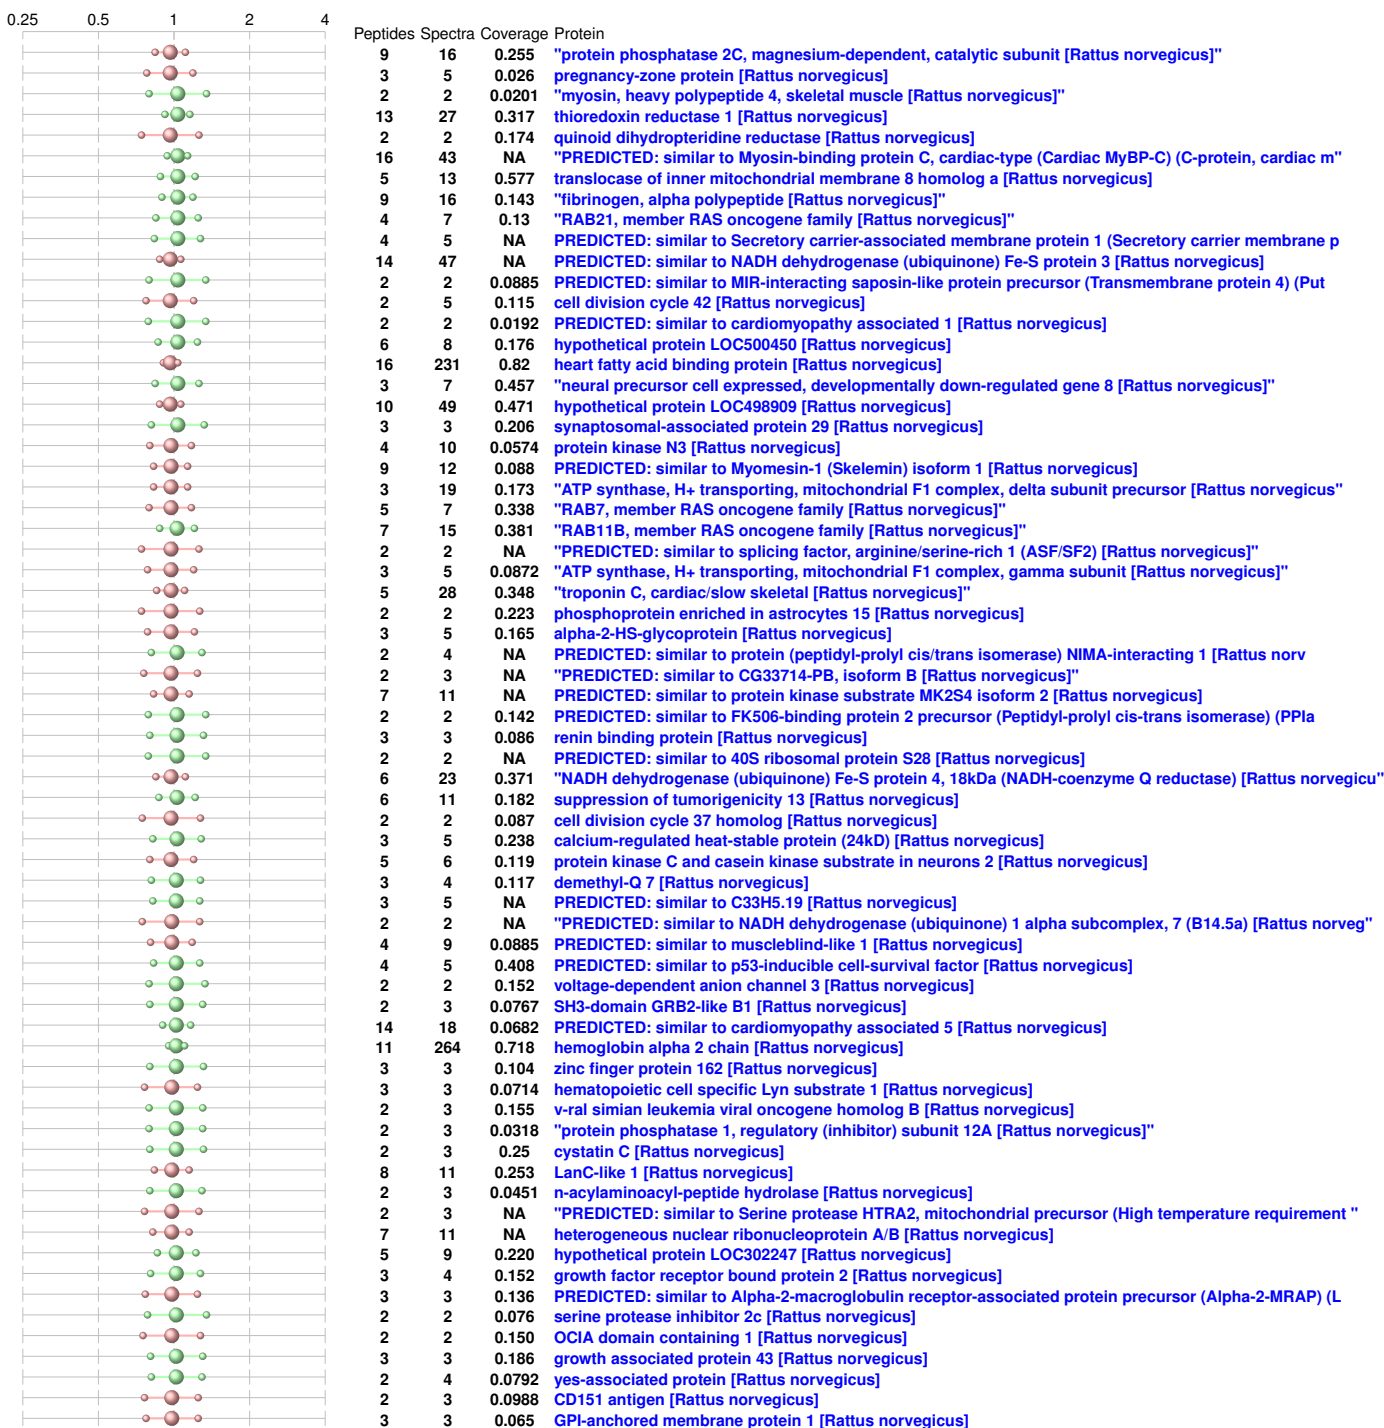 0.25 0.5 1 2 4
Peptides Spectra Coverage Protein
9 16 0.255 "protein phosphatase 2C, magnesium-dependent, catalytic subunit [Rattus norvegicus]"
3 5 0.026 pregnancy-zone protein [Rattus norvegicus]
2 2 0.0201 "myosin, heavy polypeptide 4, skeletal muscle [Rattus norvegicus]"
13 27 0.317 thioredoxin reductase 1 [Rattus norvegicus]
2 2 0.174 quinoid dihydropteridine reductase [Rattus norvegicus]
16 43 NA "PREDICTED: similar to Myosin-binding protein C, cardiac-type (Cardiac MyBP-C) (C-protein, cardiac m"
5 13 0.577 translocase of inner mitochondrial membrane 8 homolog a [Rattus norvegicus]
9 16 0.143 "fibrinogen, alpha polypeptide [Rattus norvegicus]"
4 7 0.13 "RAB21, member RAS oncogene family [Rattus norvegicus]"
4 5 NA PREDICTED: similar to Secretory carrier-associated membrane protein 1 (Secretory carrier membrane p
14 47 NA PREDICTED: similar to NADH dehydrogenase (ubiquinone) Fe-S protein 3 [Rattus norvegicus]
2 2 0.0885 PREDICTED: similar to MIR-interacting saposin-like protein precursor (Transmembrane protein 4) (Put
2 5 0.115 cell division cycle 42 [Rattus norvegicus]
2 2 0.0192 PREDICTED: similar to cardiomyopathy associated 1 [Rattus norvegicus]
6 8 0.176 hypothetical protein LOC500450 [Rattus norvegicus]
16 231 0.82 heart fatty acid binding protein [Rattus norvegicus]
3 7 0.457 "neural precursor cell expressed, developmentally down-regulated gene 8 [Rattus norvegicus]"
10 49 0.471 hypothetical protein LOC498909 [Rattus norvegicus]
3 3 0.206 synaptosomal-associated protein 29 [Rattus norvegicus]
4 10 0.0574 protein kinase N3 [Rattus norvegicus]
9 12 0.088 PREDICTED: similar to Myomesin-1 (Skelemin) isoform 1 [Rattus norvegicus]
3 19 0.173 "ATP synthase, H+ transporting, mitochondrial F1 complex, delta subunit precursor [Rattus norvegicus"
5 7 0.338 "RAB7, member RAS oncogene family [Rattus norvegicus]"
7 15 0.381 "RAB11B, member RAS oncogene family [Rattus norvegicus]"
2 2 NA "PREDICTED: similar to splicing factor, arginine/serine-rich 1 (ASF/SF2) [Rattus norvegicus]"
3 5 0.0872 "ATP synthase, H+ transporting, mitochondrial F1 complex, gamma subunit [Rattus norvegicus]"
5 28 0.348 "troponin C, cardiac/slow skeletal [Rattus norvegicus]"
2 2 0.223 phosphoprotein enriched in astrocytes 15 [Rattus norvegicus]
3 5 0.165 alpha-2-HS-glycoprotein [Rattus norvegicus]
2 4 NA PREDICTED: similar to protein (peptidyl-prolyl cis/trans isomerase) NIMA-interacting 1 [Rattus norv
2 3 NA "PREDICTED: similar to CG33714-PB, isoform B [Rattus norvegicus]"
7 11 NA PREDICTED: similar to protein kinase substrate MK2S4 isoform 2 [Rattus norvegicus]
2 2 0.142 PREDICTED: similar to FK506-binding protein 2 precursor (Peptidyl-prolyl cis-trans isomerase) (PPIa
3 3 0.086 renin binding protein [Rattus norvegicus]
2 2 NA PREDICTED: similar to 40S ribosomal protein S28 [Rattus norvegicus]
6 23 0.371 "NADH dehydrogenase (ubiquinone) Fe-S protein 4, 18kDa (NADH-coenzyme Q reductase) [Rattus norvegicu"
6 11 0.182 suppression of tumorigenicity 13 [Rattus norvegicus]
2 2 0.087 cell division cycle 37 homolog [Rattus norvegicus]
3 5 0.238 calcium-regulated heat-stable protein (24kD) [Rattus norvegicus]
5 6 0.119 protein kinase C and casein kinase substrate in neurons 2 [Rattus norvegicus]
3 4 0.117 demethyl-Q 7 [Rattus norvegicus]
3 5 NA PREDICTED: similar to C33H5.19 [Rattus norvegicus]
2 2 NA "PREDICTED: similar to NADH dehydrogenase (ubiquinone) 1 alpha subcomplex, 7 (B14.5a) [Rattus norveg"
4 9 0.0885 PREDICTED: similar to muscleblind-like 1 [Rattus norvegicus]
4 5 0.408 PREDICTED: similar to p53-inducible cell-survival factor [Rattus norvegicus]
2 2 0.152 voltage-dependent anion channel 3 [Rattus norvegicus]
2 3 0.0767 SH3-domain GRB2-like B1 [Rattus norvegicus]
14 18 0.0682 PREDICTED: similar to cardiomyopathy associated 5 [Rattus norvegicus]
11 264 0.718 hemoglobin alpha 2 chain [Rattus norvegicus]
3 3 0.104 zinc finger protein 162 [Rattus norvegicus]
3 3 0.0714 hematopoietic cell specific Lyn substrate 1 [Rattus norvegicus]
2 3 0.155 v-ral simian leukemia viral oncogene homolog B [Rattus norvegicus]
2 3 0.0318 "protein phosphatase 1, regulatory (inhibitor) subunit 12A [Rattus norvegicus]"
2 3 0.25 cystatin C [Rattus norvegicus]
8 11 0.253 LanC-like 1 [Rattus norvegicus]
2 3 0.0451 n-acylaminoacyl-peptide hydrolase [Rattus norvegicus]
2 3 NA "PREDICTED: similar to Serine protease HTRA2, mitochondrial precursor (High temperature requirement "
7 11 NA heterogeneous nuclear ribonucleoprotein A/B [Rattus norvegicus]
5 9 0.220 hypothetical protein LOC302247 [Rattus norvegicus]
3 4 0.152 growth factor receptor bound protein 2 [Rattus norvegicus]
3 3 0.136 PREDICTED: similar to Alpha-2-macroglobulin receptor-associated protein precursor (Alpha-2-MRAP) (L
2 2 0.076 serine protease inhibitor 2c [Rattus norvegicus]
2 2 0.150 OCIA domain containing 1 [Rattus norvegicus]
3 3 0.186 growth associated protein 43 [Rattus norvegicus]
2 4 0.0792 yes-associated protein [Rattus norvegicus]
2 3 0.0988 CD151 antigen [Rattus norvegicus]
3 3 0.065 GPI-anchored membrane protein 1 [Rattus norvegicus]